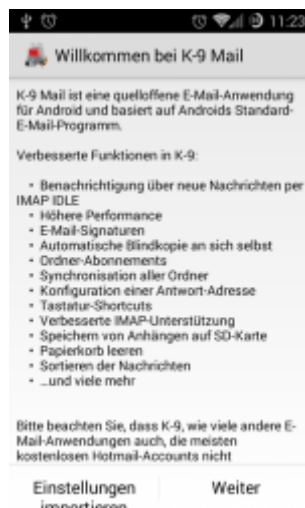 11:23
Willkommen bei K-9 Mail
K-9 Mail ist eine quelloffene E-Mail-Anwendung
für Android und basiert auf Androids Standard-
E-Mail-Programm.
Verbesserte Funktionen in K-9:
• Benachrichtigung über neue Nachrichten per
IMAP IDLE
• Höhere Performance
• E-Mail-Signaturen
• Automatische Blindkopie an sich selbst
• Ordner-Abonnements
• Synchronisation aller Ordner
• Konfiguration einer Antwort-Adresse
• Tastatur-Shortcuts
• Verbesserte IMAP-Unterstützung
• Speichern von Anhängen auf SD-Karte
• Papierkorb leeren
• Sortieren der Nachrichten
• ...und viele mehr
Bitte beachten Sie, dass K-9, wie viele andere E-
Mail-Anwendungen auch, die meisten
kostenlosen Hotmail-Accounts nicht
Einstellungen
importieren
Weiter